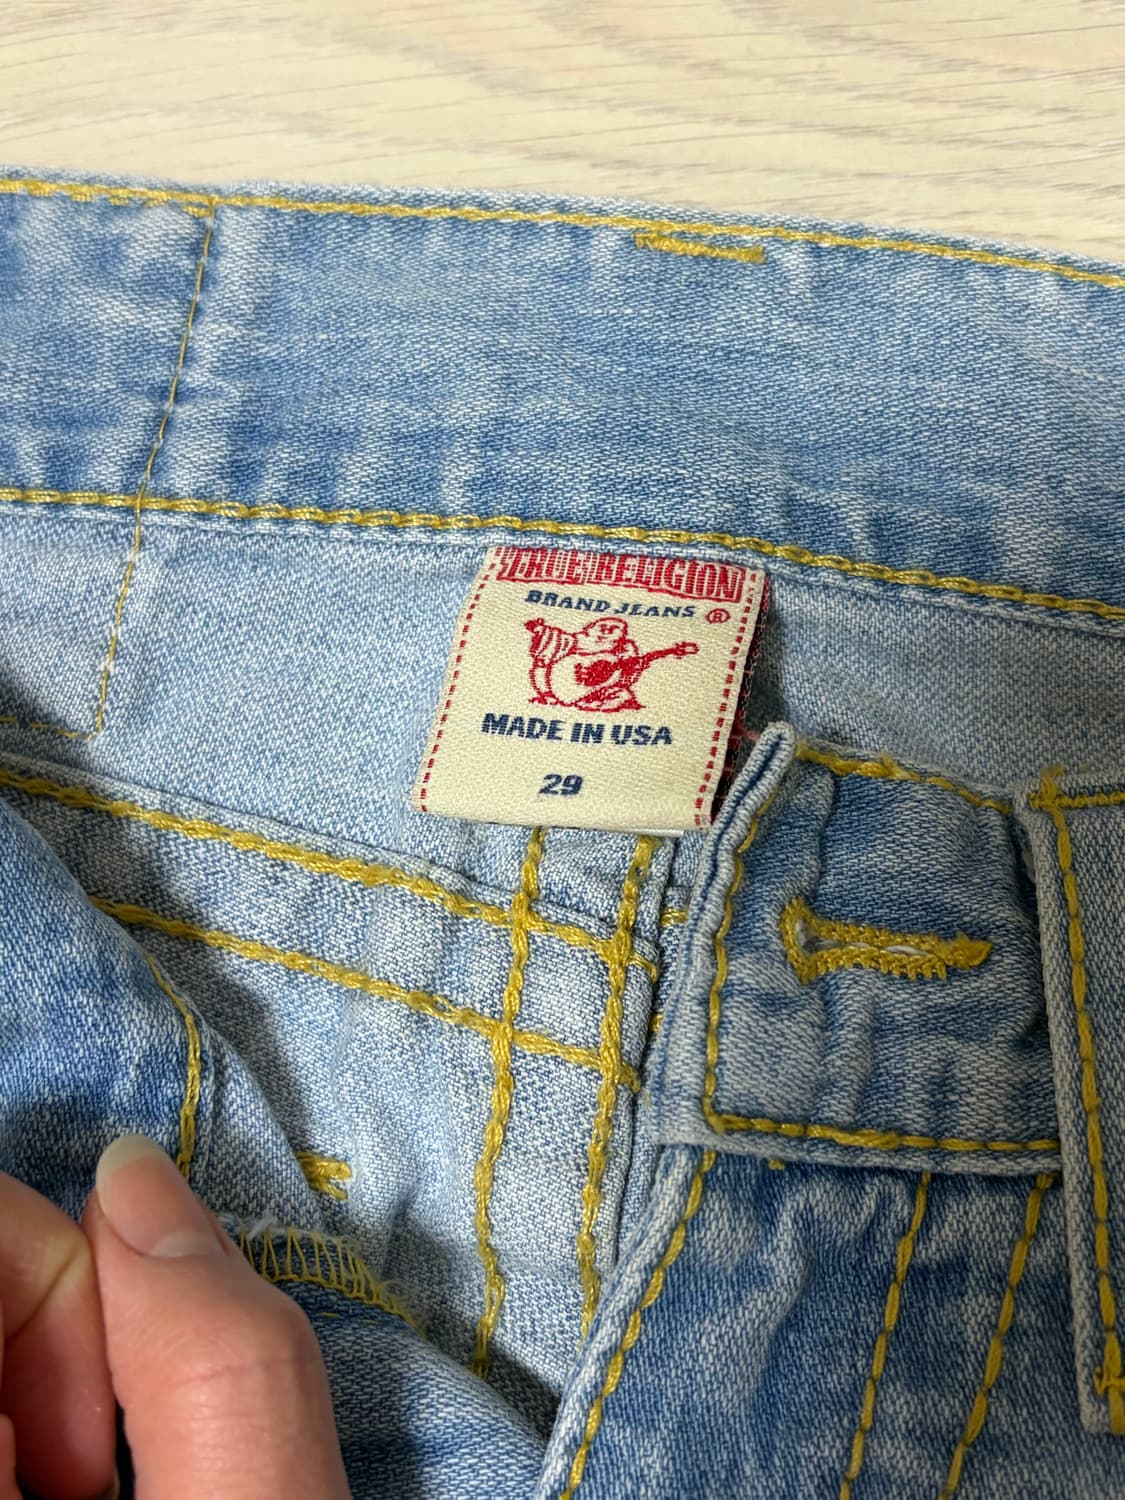 TRUE RELIGION
BRAND JEANS ®
MADE IN USA
29